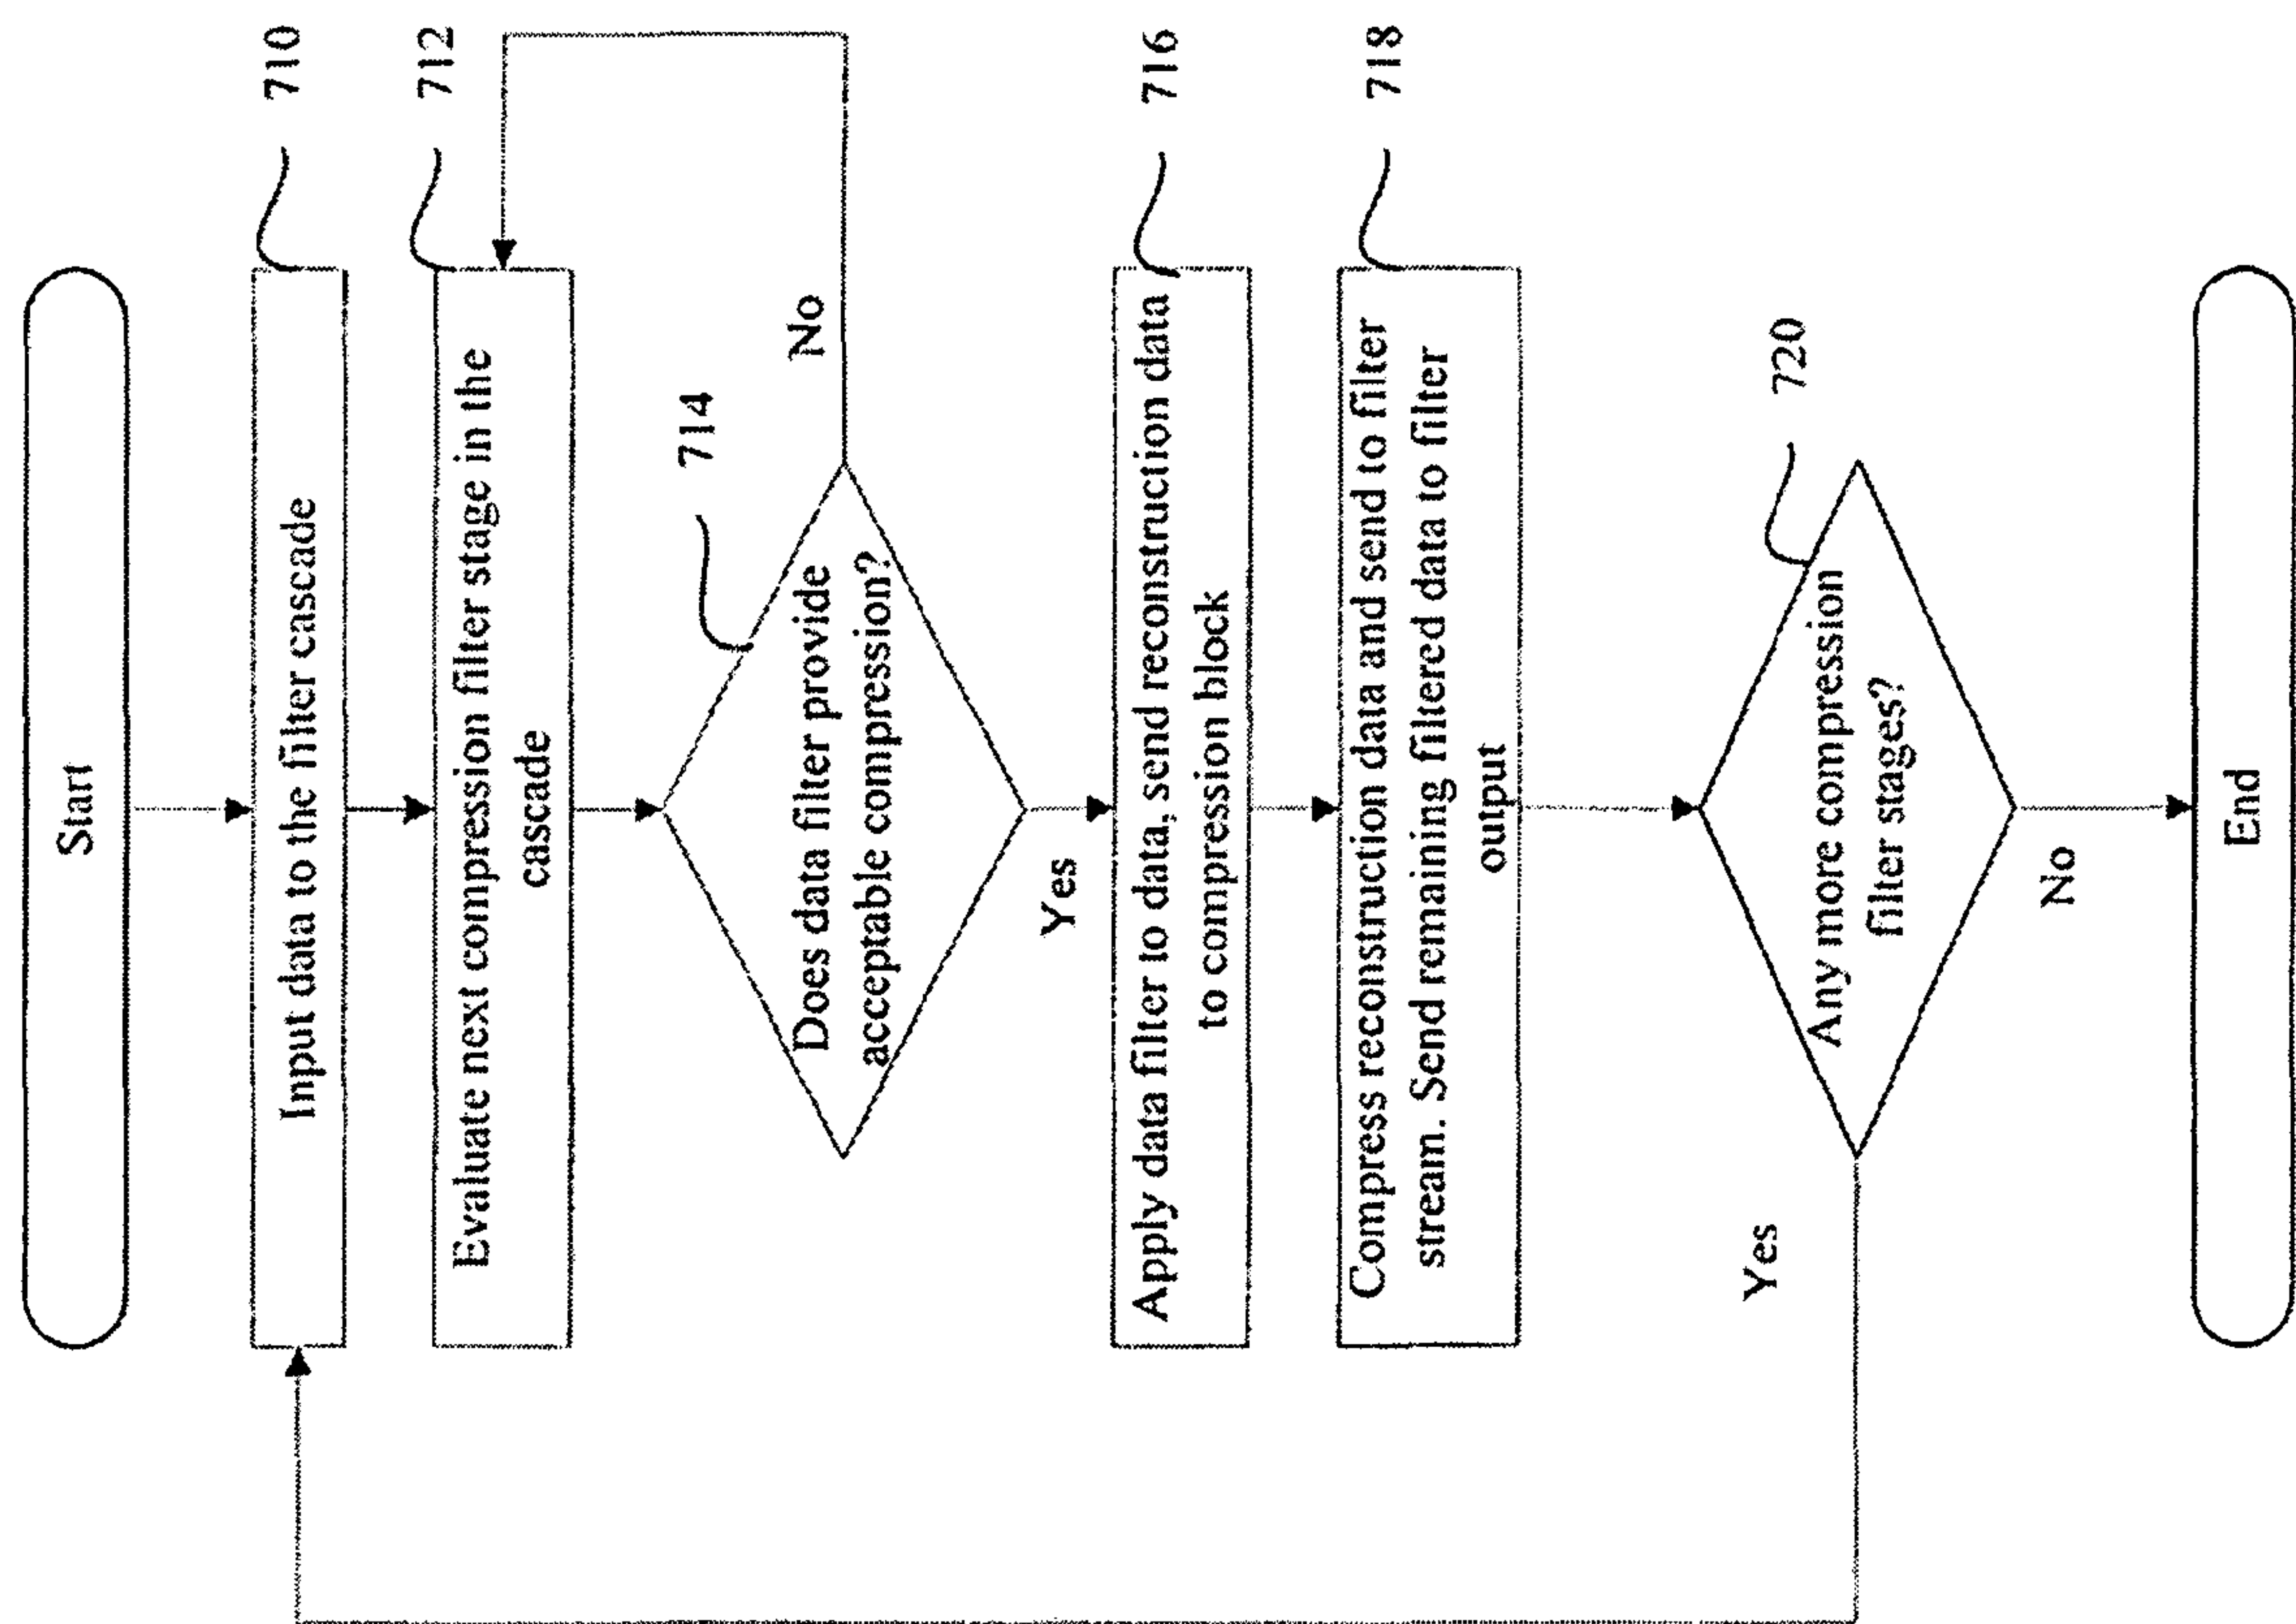 Start
710
Input data to the filter cascade
712
Evaluate next compression filter stage in the
cascade
714
Does data filter provide
acceptable compression?
No
Yes
716
Apply data filter to data, send reconstruction data
to compression block
718
Compress reconstruction data and send to filter
stream. Send remaining filtered data to filter
output
720
Any more compression
filter stages?
Yes
No
End